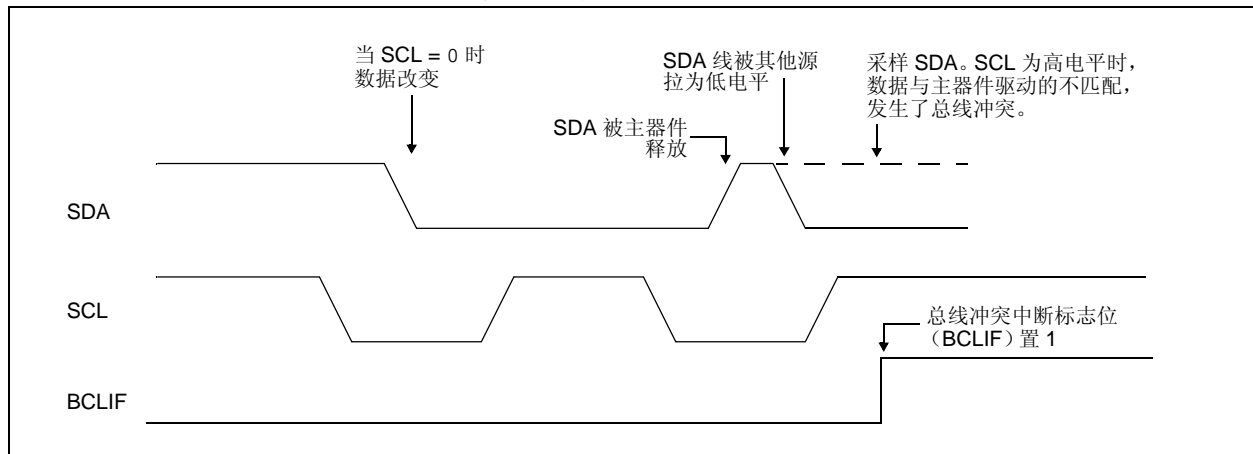 当 SCL = 0 时
数据改变
SDA 线被其他源
拉为低电平
采样 SDA。SCL 为高电平时，
数据与主器件驱动的不匹配，
发生了总线冲突。
SDA 被主器件
释放
SDA
SCL
总线冲突中断标志位
（BCLIF）置 1
BCLIF